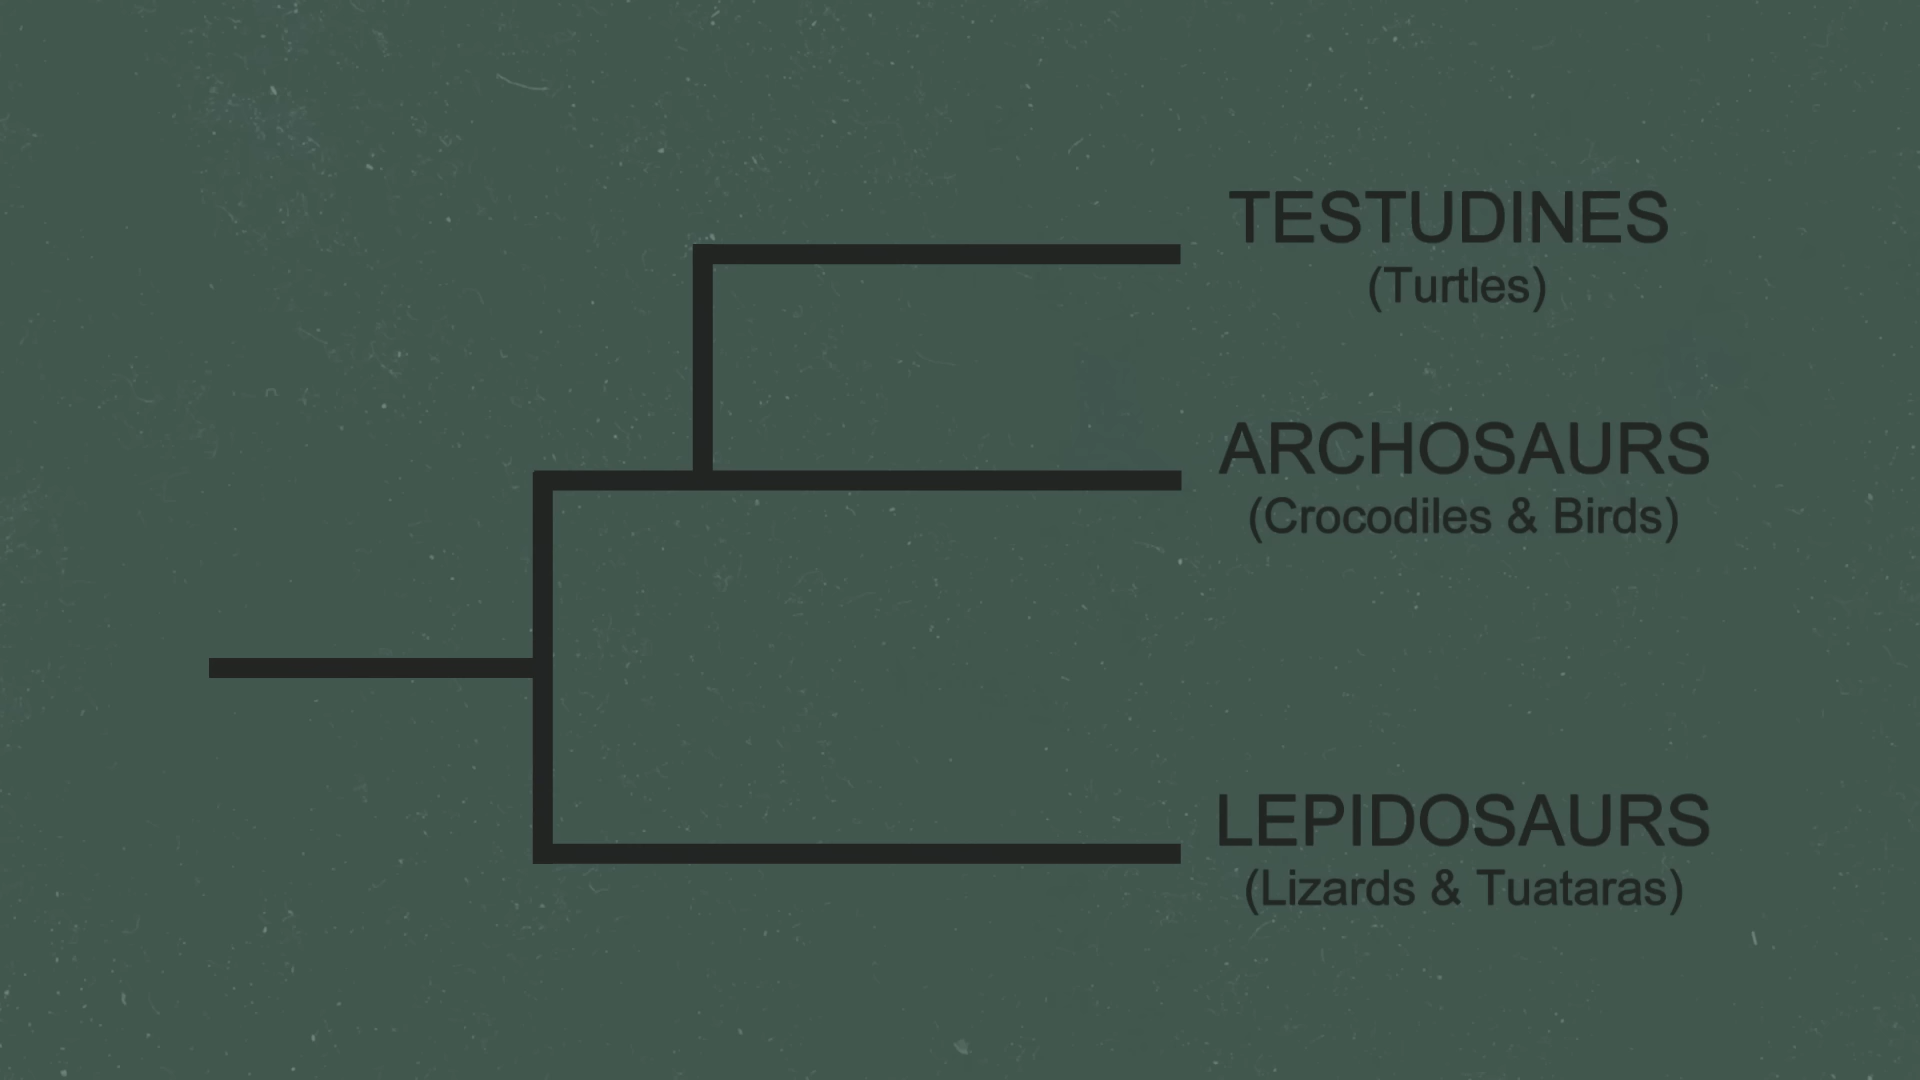 TESTUDINES
(Turtles)
ARCHOSAURS
(Crocodiles & Birds)
LEPIDOSAURS
(Lizards & Tuataras)